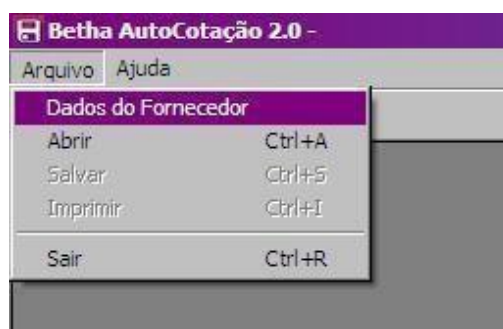 Betha AutoCotação 2.0 -
Arquivo Ajuda
Dados do Fornecedor
Abrir Ctrl+A
Salvar Ctrl+S
Imprimir Ctrl+I
Sair Ctrl+R